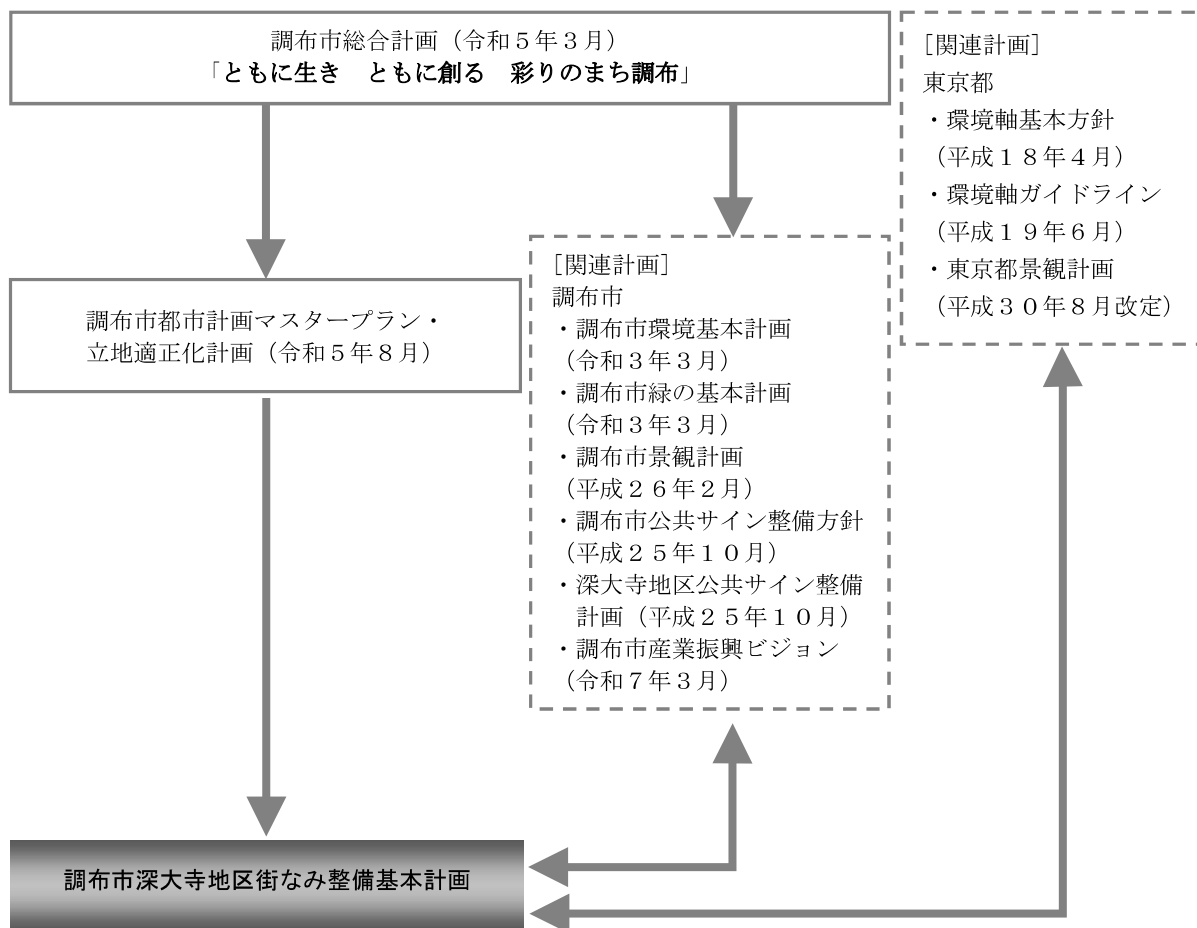 調布市総合計画（令和５年３月）
「ともに生き　ともに創る　彩りのまち調布」
［関連計画］
東京都
・環境軸基本方針
（平成１８年４月）
・環境軸ガイドライン
（平成１９年６月）
・東京都景観計画
（平成３０年８月改定）
調布市都市計画マスタープラン・
立地適正化計画（令和５年８月）
［関連計画］
調布市
・調布市環境基本計画
（令和３年３月）
・調布市緑の基本計画
（令和３年３月）
・調布市景観計画
（平成２６年２月）
・調布市公共サイン整備方針
（平成２５年１０月）
・深大寺地区公共サイン整備
計画（平成２５年１０月）
・調布市産業振興ビジョン
（令和７年３月）
調布市深大寺地区街なみ整備基本計画